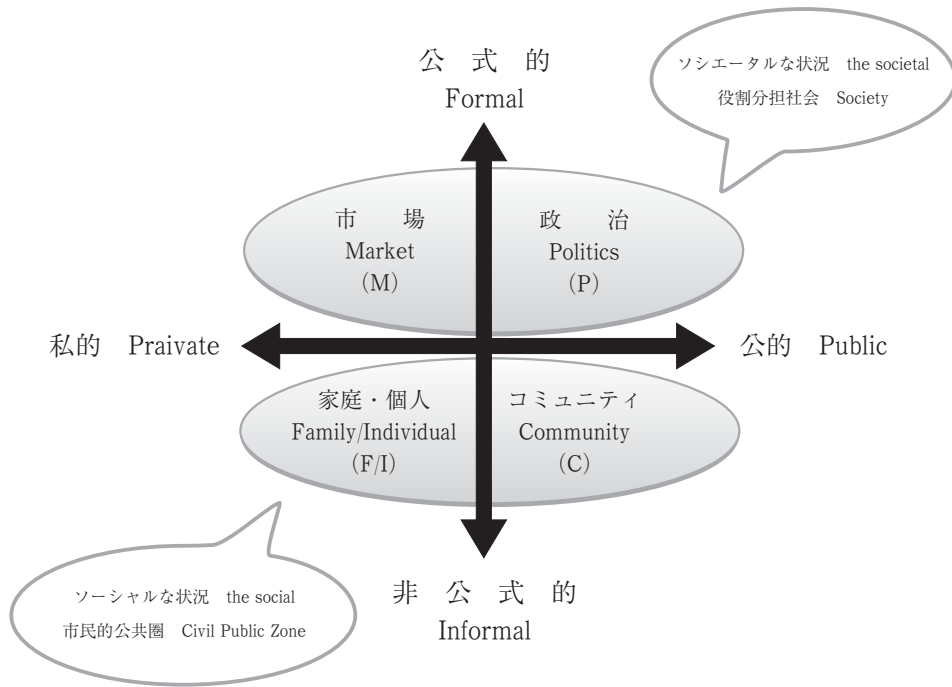 公　式　的
Formal
ソシエータルな状況　the societal
役割分担社会　Society
市　　場
Market
(M)
政　　治
Politics
(P)
私的　Praivate
公的　Public
家庭・個人
Family/Individual
(F/I)
コミュニティ
Community
(C)
ソーシャルな状況　the social
市民的公共圏　Civil Public Zone
非　公　式　的
Informal